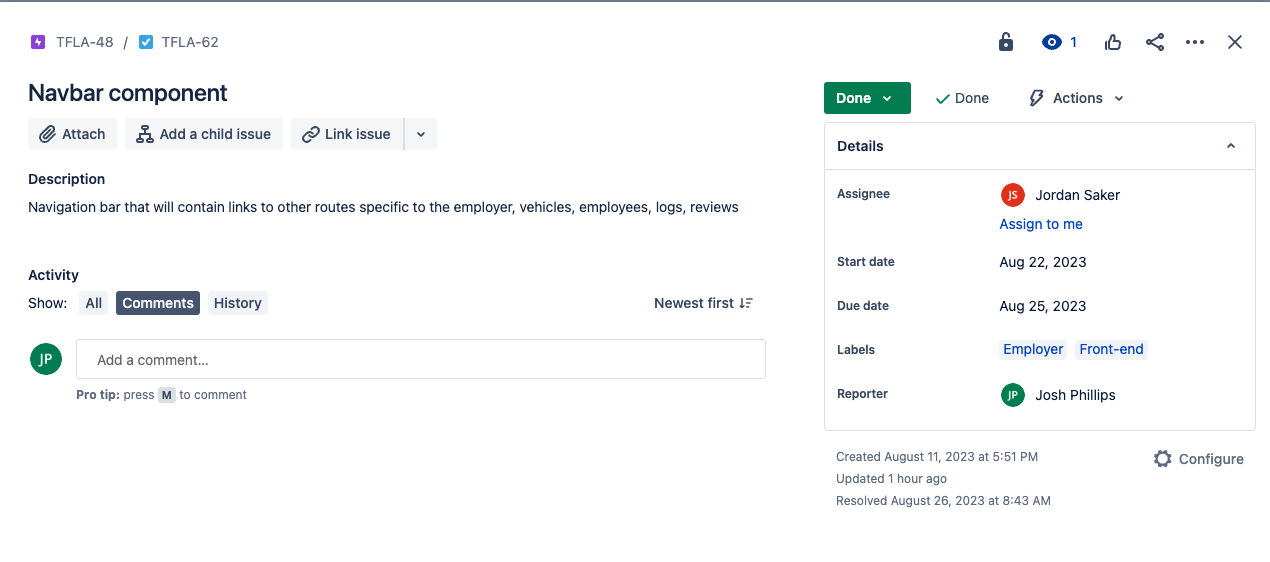 TFLA-48 / TFLA-62
1
Navbar component
Attach
Add a child issue
Link issue
Description
Navigation bar that will contain links to other routes specific to the employer, vehicles, employees, logs, reviews
Activity
Show: All Comments History
Newest first
JP
Add a comment...
Pro tip: press M to comment
Done
Done
Actions
Details
Assignee
JS Jordan Saker
Assign to me
Start date
Aug 22, 2023
Due date
Aug 25, 2023
Labels
Employer Front-end
Reporter
JP Josh Phillips
Created August 11, 2023 at 5:51 PM
Updated 1 hour ago
Resolved August 26, 2023 at 8:43 AM
Configure